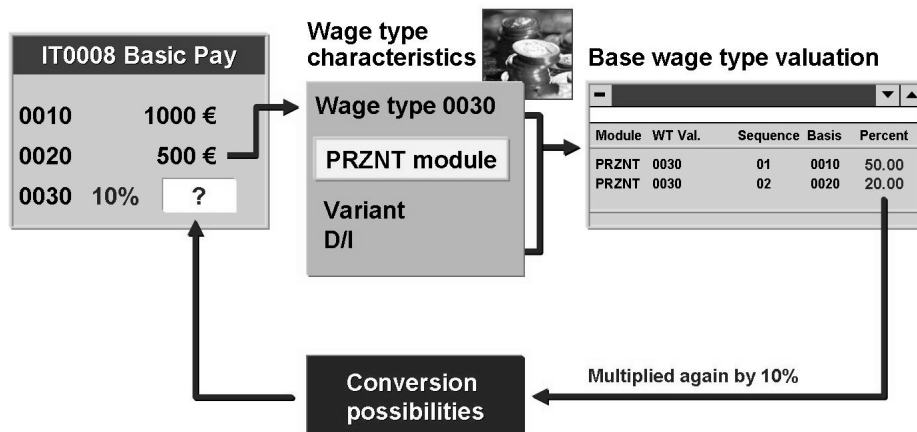 IT0008 Basic Pay
0010 1000 €
0020 500 €
0030 10% ?
Wage type
characteristics
Wage type 0030
PRZNT module
Variant
D/I
Base wage type valuation
Module WT Val. Sequence Basis Percent
PRZNT 0030 01 0010 50.00
PRZNT 0030 02 0020 20.00
Multiplied again by 10%
Conversion
possibilities